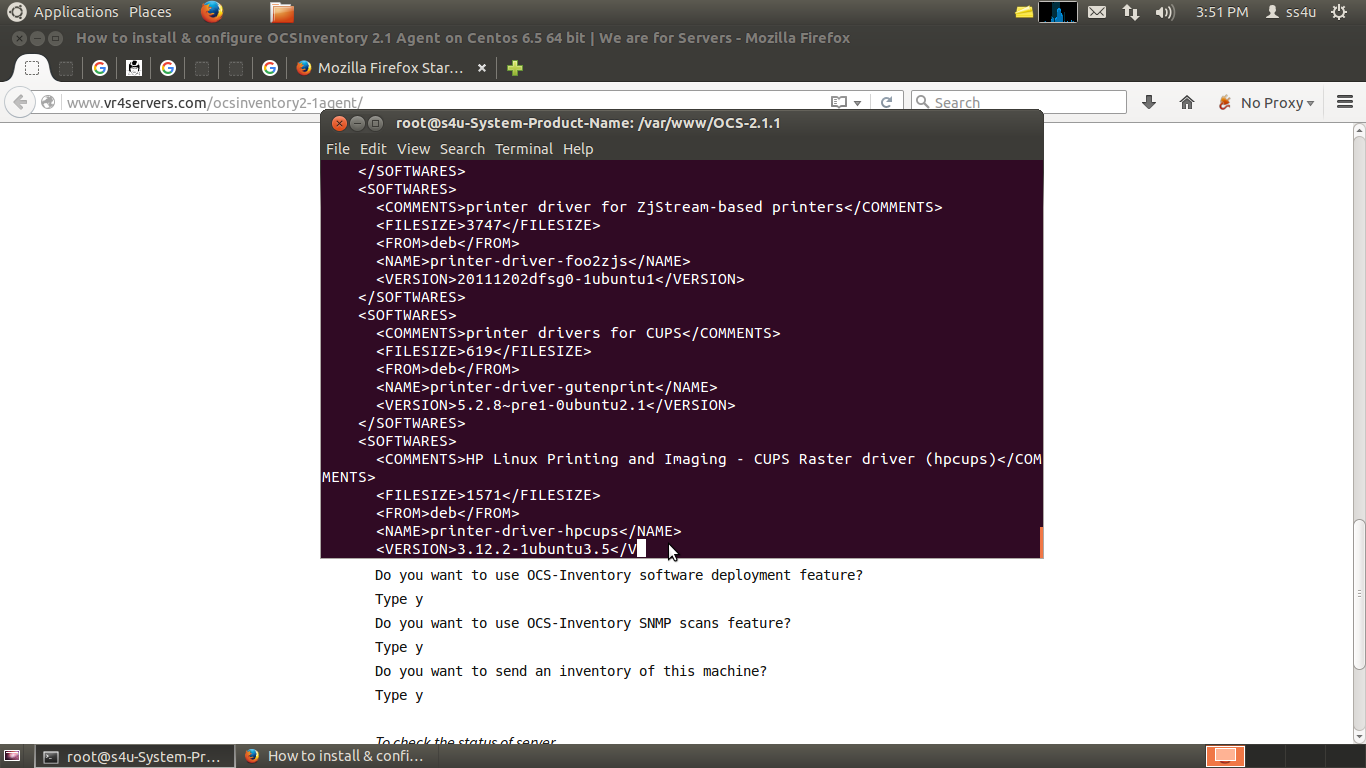 Applications Places
3:51 PM ss4u
How to install & configure OCSInventory 2.1 Agent on Centos 6.5 64 bit | We are for Servers - Mozilla Firefox
Mozilla Firefox Star...
www.vr4servers.com/ocsinventory2-1agent/
Search
No Proxy
root@s4u-System-Product-Name: /var/www/OCS-2.1.1
File Edit View Search Terminal Help
</SOFTWARES>
<SOFTWARES>
<COMMENTS>printer driver for ZjStream-based printers</COMMENTS>
<FILESIZE>3747</FILESIZE>
<FROM>deb</FROM>
<NAME>printer-driver-foo2zjs</NAME>
<VERSION>20111202dfsg0-1ubuntu1</VERSION>
</SOFTWARES>
<SOFTWARES>
<COMMENTS>printer drivers for CUPS</COMMENTS>
<FILESIZE>619</FILESIZE>
<FROM>deb</FROM>
<NAME>printer-driver-gutenprint</NAME>
<VERSION>5.2.8~pre1-0ubuntu2.1</VERSION>
</SOFTWARES>
<SOFTWARES>
<COMMENTS>HP Linux Printing and Imaging - CUPS Raster driver (hpcups)</COM
MENTS>
<FILESIZE>1571</FILESIZE>
<FROM>deb</FROM>
<NAME>printer-driver-hpcups</NAME>
<VERSION>3.12.2-1ubuntu3.5</V
Do you want to use OCS-Inventory software deployment feature?
Type y
Do you want to use OCS-Inventory SNMP scans feature?
Type y
Do you want to send an inventory of this machine?
Type y
To check the status of server
root@s4u-System-Pr...
How to install & confi...